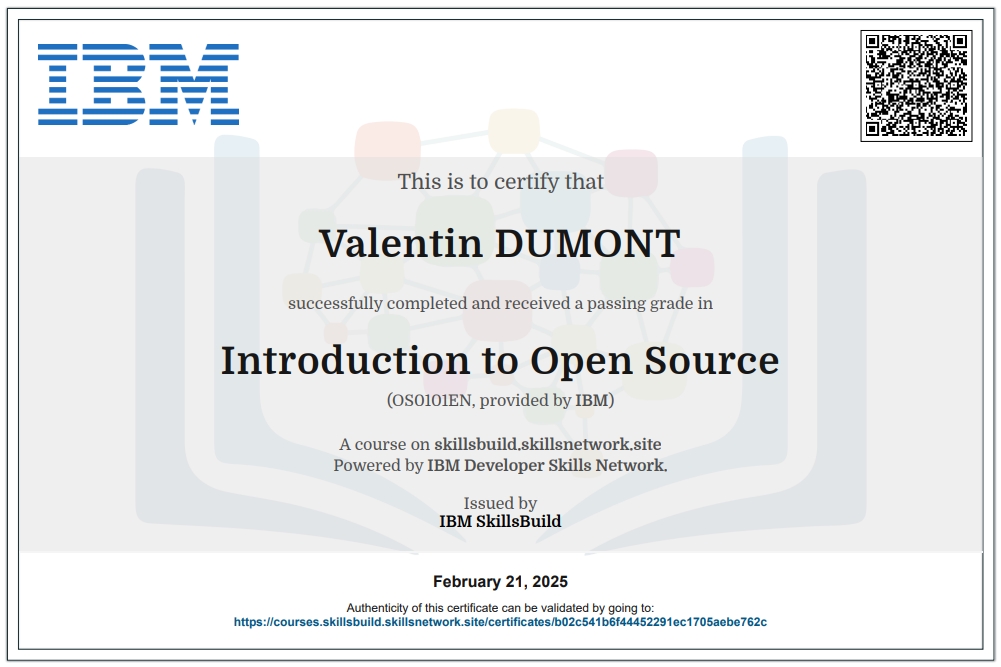 IBM
This is to certify that
Valentin DUMONT
successfully completed and received a passing grade in
Introduction to Open Source
(OS0101EN, provided by IBM)
A course on skillsbuild.skillsnetwork.site
Powered by IBM Developer Skills Network.
Issued by
IBM SkillsBuild
February 21, 2025
Authenticity of this certificate can be validated by going to:
https://courses.skillsbuild.skillsnetwork.site/certificates/b02c541b6f44452291ec1705aebe762c